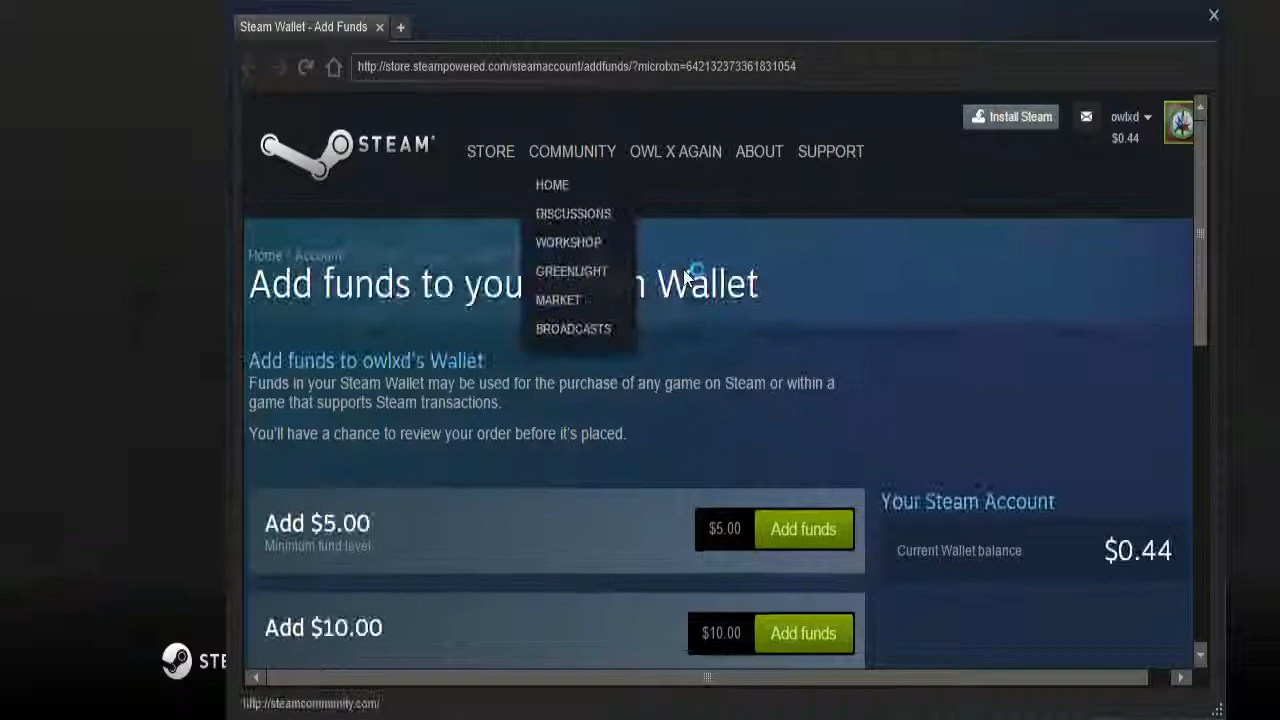 Steam Wallet - Add Funds
http://store.steampowered.com/steamaccount/addfunds/?microtxn=642132373361831054
Install Steam
owlxd
$0.44
STEAM®
STORE COMMUNITY OWL X AGAIN ABOUT SUPPORT
HOME
DISCUSSIONS
WORKSHOP
GREENLIGHT
MARKET
BROADCASTS
Home Account
Add funds to you n Wallet
Add funds to owlxd's Wallet
Funds in your Steam Wallet may be used for the purchase of any game on Steam or within a
game that supports Steam transactions.
You'll have a chance to review your order before it's placed.
Add $5.00
Minimum fund level
$5.00 Add funds
Your Steam Account
Current Wallet balance $0.44
Add $10.00
$10.00 Add funds
STE
http://steamcommunity.com/